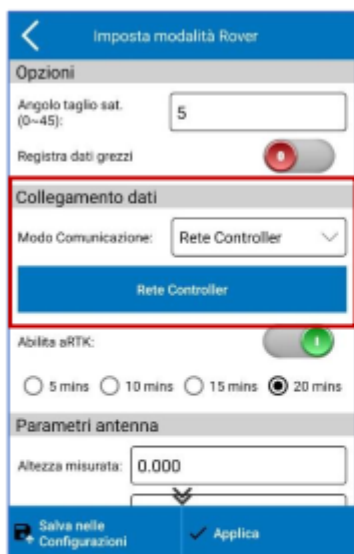 Imposta modalità Rover
Opzioni
Angolo taglio sat.
(0~45):
5
Registra dati grezzi
Collegamento dati
Modo Comunicazione:
Rete Controller
Rete Controller
Abilita aRTK:
5 mins 10 mins 15 mins 20 mins
Parametri antenna
Altezza misurata: 0.000
Salva nelle
Configurazioni
Applica